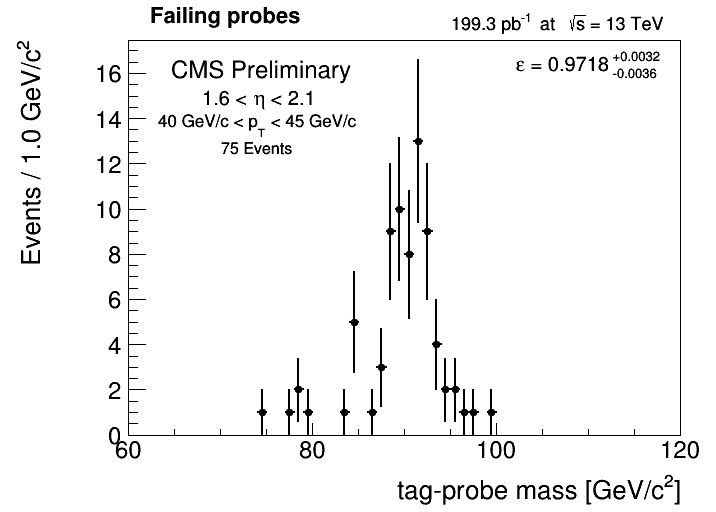 Failing probes
199.3 pb⁻¹ at √s = 13 TeV
CMS Preliminary
ε = 0.9718 +0.0032 -0.0036
1.6 < η < 2.1
40 GeV/c < p_T < 45 GeV/c
75 Events
Events / 1.0 GeV/c²
16
14
12
10
8
6
4
2
0
60 80 100 120
tag-probe mass [GeV/c²]